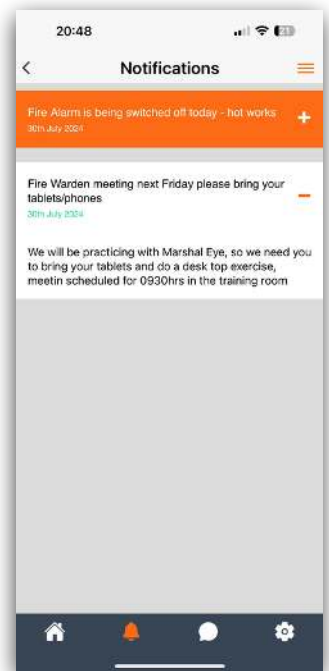 20:48
21
Notifications
Fire Alarm is being switched off today - hot works
30th July 2024
Fire Warden meeting next Friday please bring your
tablets/phones
30th July 2024
We will be practicing with Marshal Eye, so we need you
to bring your tablets and do a desk top exercise,
meetin scheduled for 0930hrs in the training room